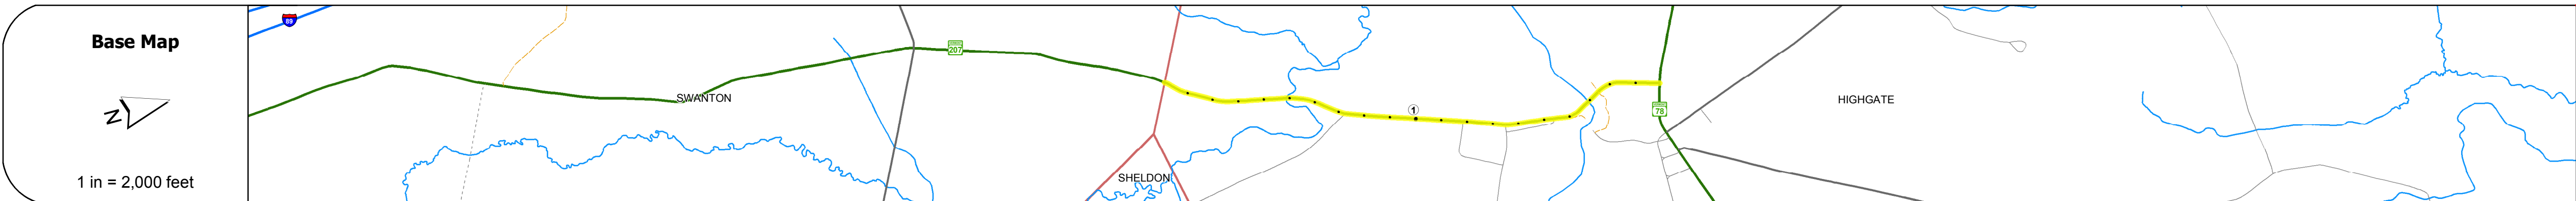 Base Map
N
1 in = 2,000 feet
89
SWANTON
207
SHELDON
1
78
HIGHGATE